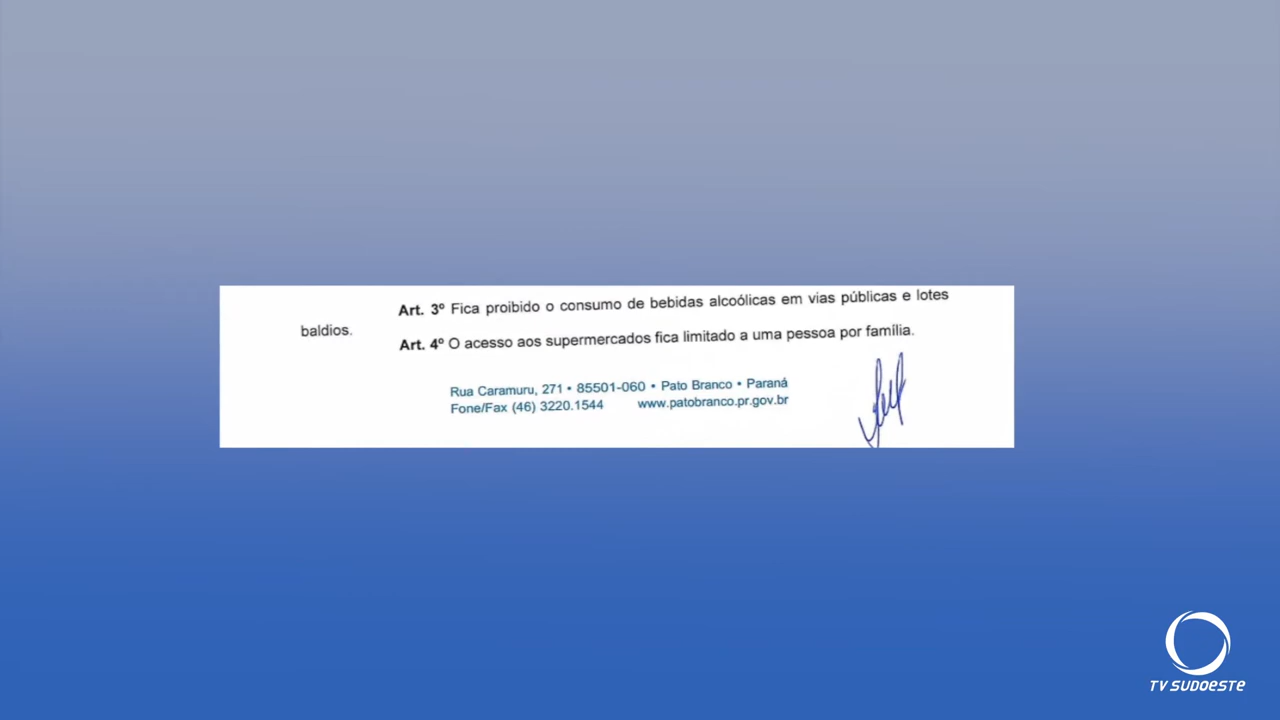 Art. 3º Fica proibido o consumo de bebidas alcoólicas em vias públicas e lotes
baldios.
Art. 4º O acesso aos supermercados fica limitado a uma pessoa por família.
Rua Caramuru, 271 • 85501-060 • Pato Branco • Paraná
Fone/Fax (46) 3220.1544 www.patobranco.pr.gov.br
TV SUDOESTE